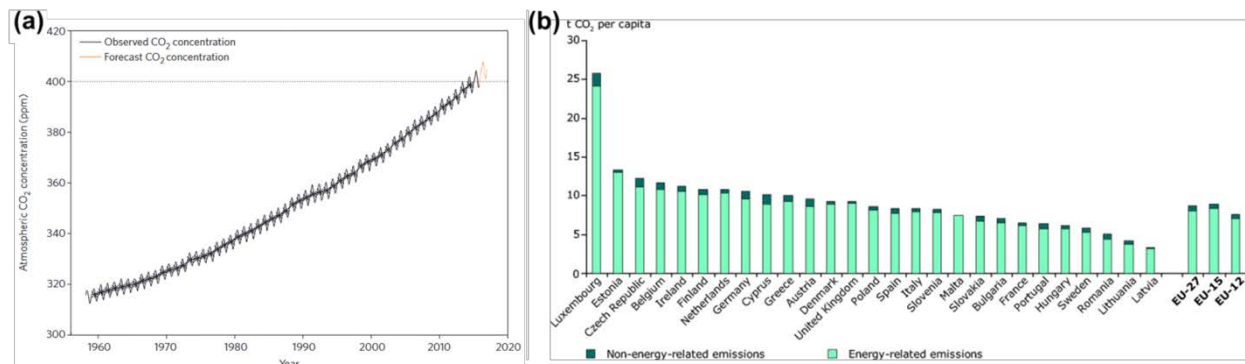 (a)
Observed CO₂ concentration
Forecast CO₂ concentration
Atmospheric CO₂ concentration (ppm)
420
400
380
360
340
320
300
1960 1970 1980 1990 2000 2010 2020
Year
(b)
t CO₂ per capita
30
25
20
15
10
5
0
Luxembourg
Estonia
Czech Republic
Belgium
Ireland
Finland
Netherlands
Germany
Cyprus
Greece
Austria
Denmark
United Kingdom
Poland
Spain
Italy
Slovenia
Malta
Slovakia
Bulgaria
France
Portugal
Hungary
Sweden
Romania
Lithuania
Latvia
EU-27
EU-15
EU-12
Non-energy-related emissions Energy-related emissions